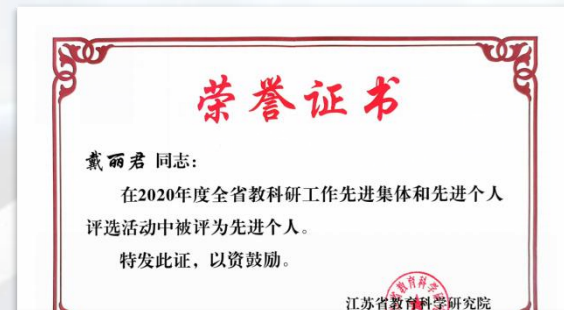 荣誉证书
戴丽君 同志：
在2020年度全省教科研工作先进集体和先进个人
评选活动中被评为先进个人。
特发此证，以资鼓励。
江苏省教育科学研究院